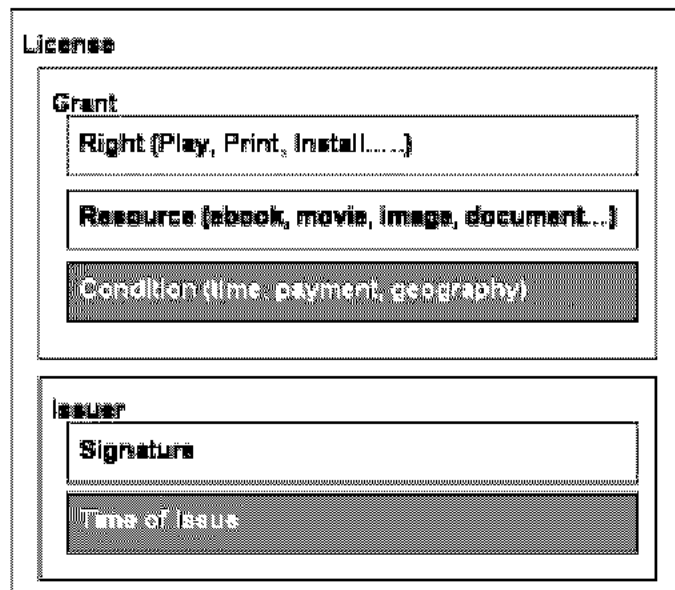 License
Grant
Right (Play, Print, Install......)
Resource (ebook, movie, image, document...)
Condition (time, payment, geography)
Issuer
Signature
Time of Issue